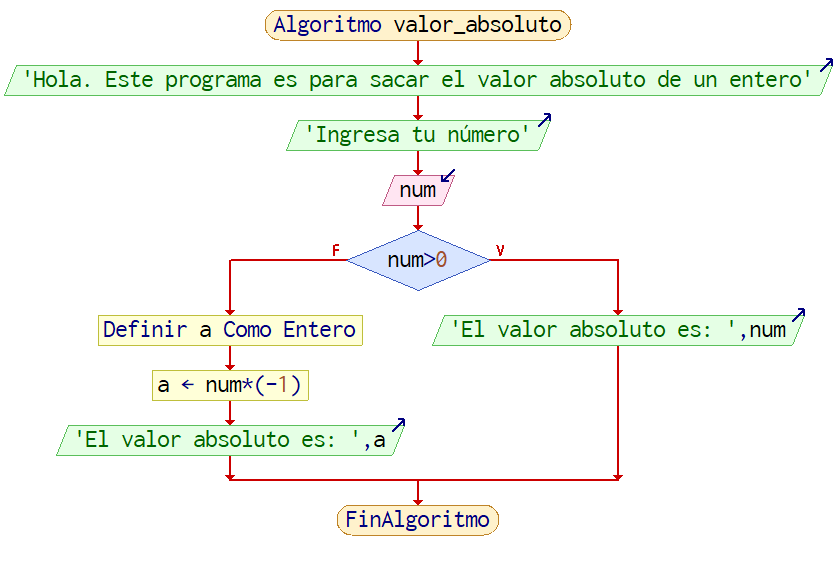 Algoritmo valor_absoluto
'Hola. Este programa es para sacar el valor absoluto de un entero'
'Ingresa tu número'
num
F
V
num>0
Definir a Como Entero
'El valor absoluto es: ',num
a ← num*(-1)
'El valor absoluto es: ',a
FinAlgoritmo